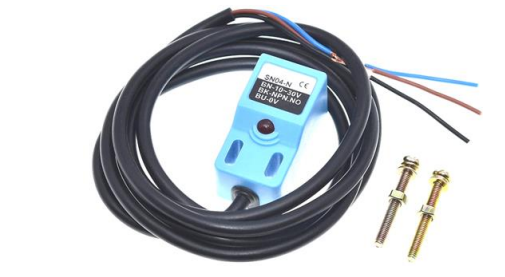 SN04-N CE
BN-10~30V
BK-NPN.NO
BU-0V